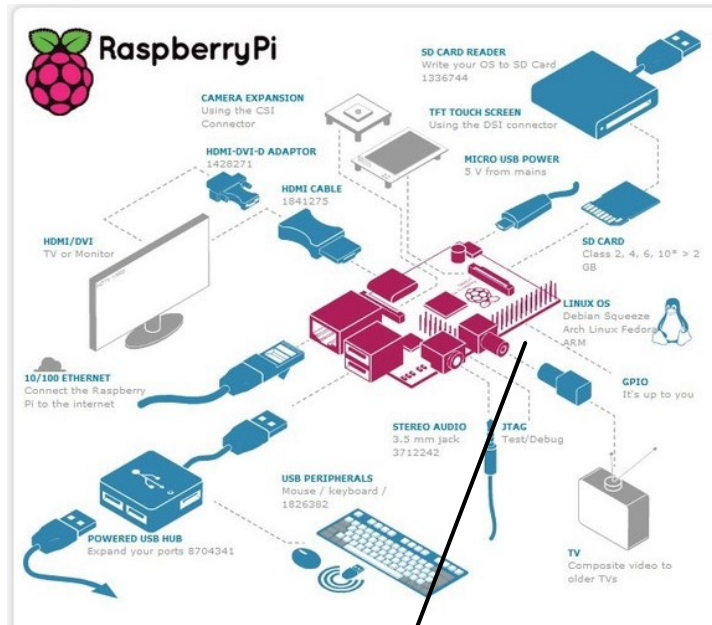 RaspberryPi
SD CARD READER
Write your OS to SD Card
1336744
CAMERA EXPANSION
Using the CSI
Connector
TFT TOUCH SCREEN
Using the DSI connector
HDMI-DVI-D ADAPTOR
1428271
MICRO USB POWER
5 V from mains
HDMI CABLE
1841275
HDMI/DVI
TV or Monitor
SD CARD
Class 2, 4, 6, 10* > 2
GB
LINUX OS
Debian Squeeze
Arch Linux Fedora
ARM
10/100 ETHERNET
Connect the Raspberry
Pi to the internet
GPIO
It's up to you
STEREO AUDIO
3.5 mm jack
3712242
JTAG
Test/Debug
USB PERIPHERALS
Mouse / keyboard /
1826382
POWERED USB HUB
Expand your ports 8704341
TV
Composite video to
older TVs